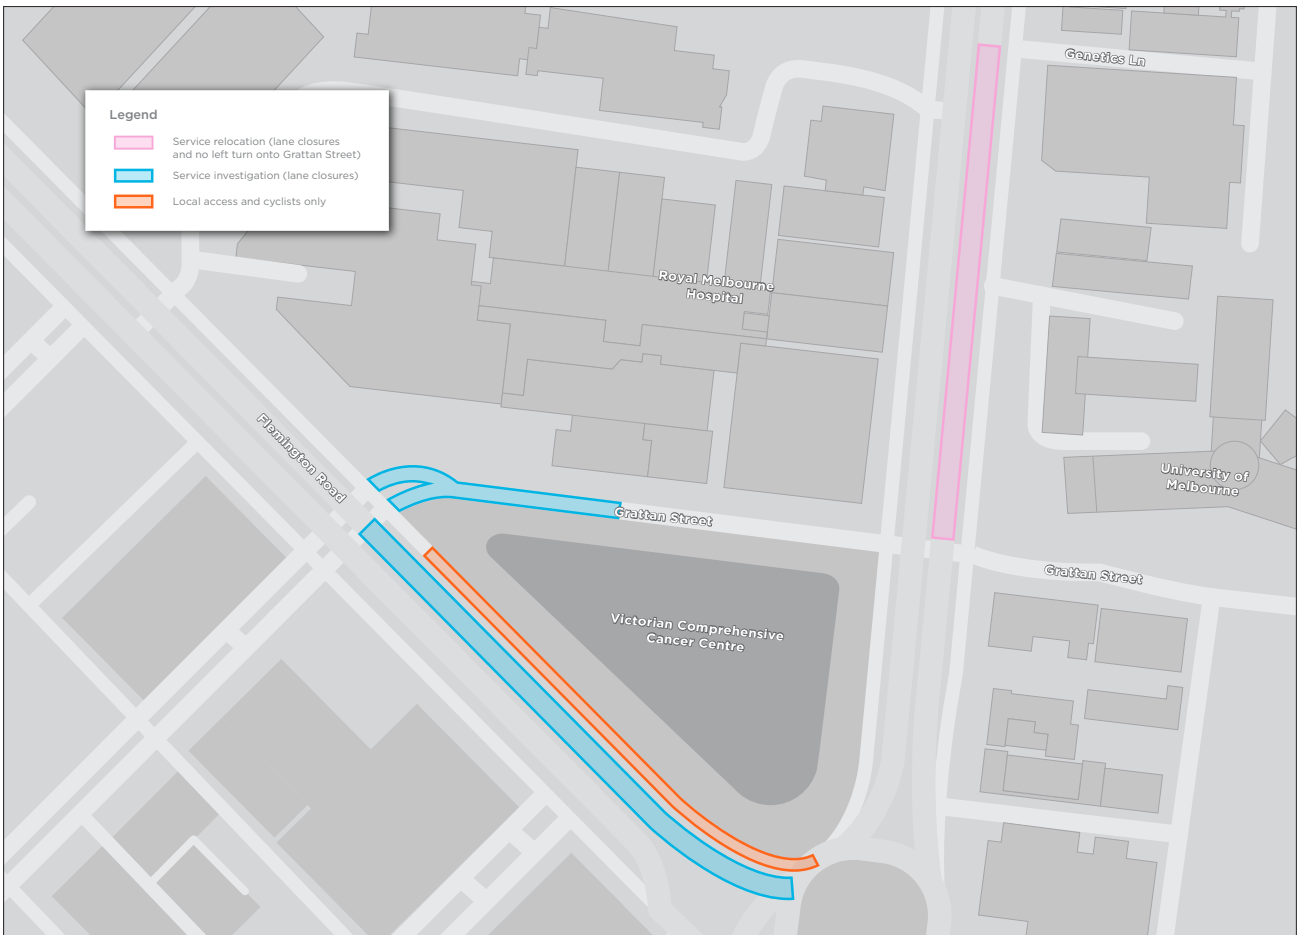 Genetics Ln
Legend
Service relocation (lane closures
and no left turn onto Grattan Street)
Service investigation (lane closures)
Local access and cyclists only
Royal Melbourne
Hospital
Flemington Road
University of
Melbourne
Grattan Street
Grattan Street
Victorian Comprehensive
Cancer Centre